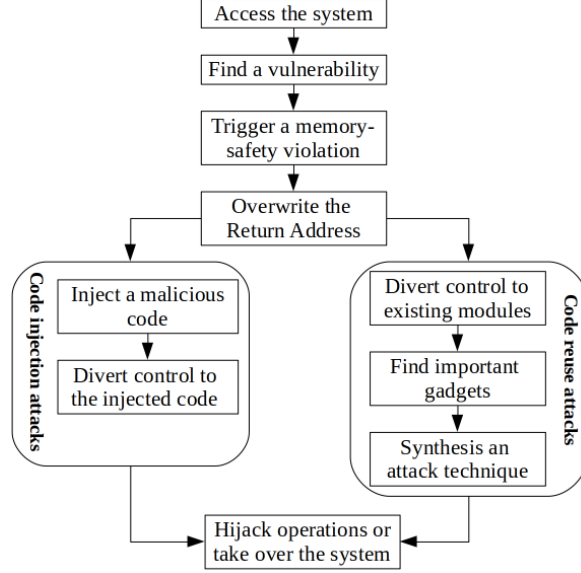 Access the system
Find a vulnerability
Trigger a memory-
safety violation
Overwrite the
Return Address
Code injection attacks
Inject a malicious
code
Divert control to
the injected code
Divert control to
existing modules
Find important
gadgets
Synthesis an
attack technique
Code reuse attacks
Hijack operations or
take over the system